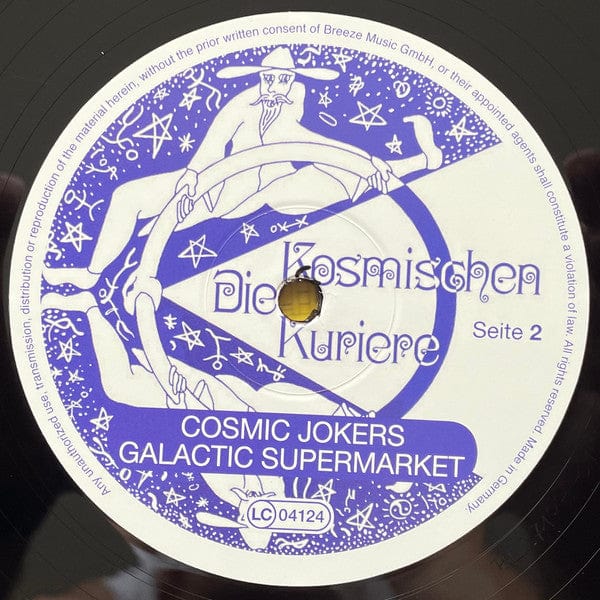 Any unauthorized use, transmission, distribution or reproduction of the material herein, without the prior written consent of Breeze Music GmbH, or their appointed agents shall constitute a violation of law. All rights reserved. Made in Germany.
Die Kosmischen
Kuriere
Seite 2
COSMIC JOKERS
GALACTIC SUPERMARKET
LC 04124